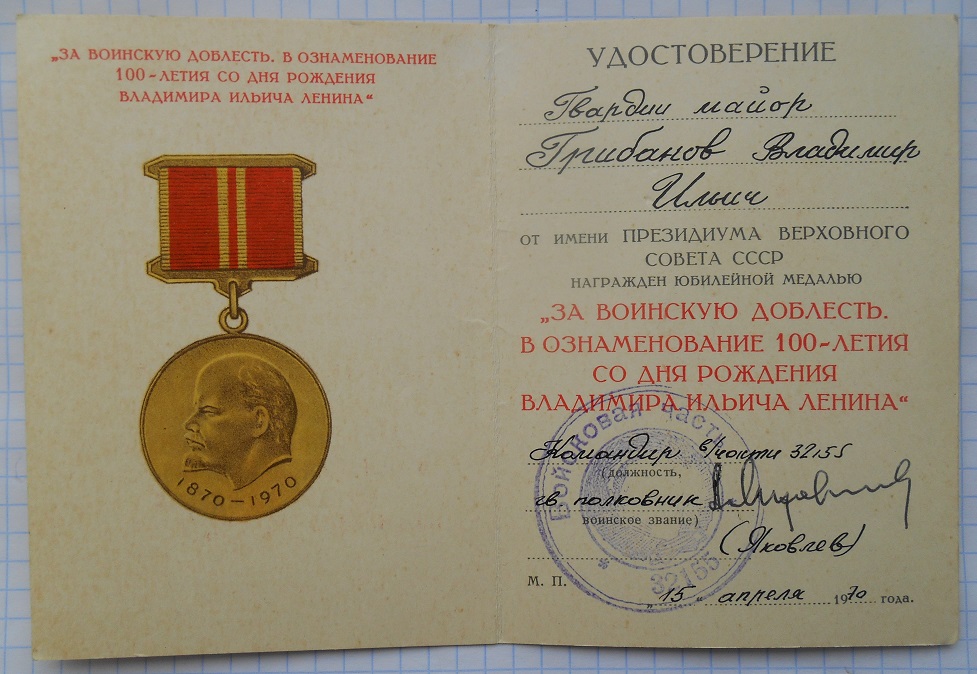 „ЗА ВОИНСКУЮ ДОБЛЕСТЬ. В ОЗНАМЕНОВАНИЕ
100-ЛЕТИЯ СО ДНЯ РОЖДЕНИЯ
ВЛАДИМИРА ИЛЬИЧА ЛЕНИНА“
1870-1970
УДОСТОВЕРЕНИЕ
Гвардии майор
Грибанов Владимир
Ильич
ОТ ИМЕНИ ПРЕЗИДИУМА ВЕРХОВНОГО
СОВЕТА СССР
НАГРАЖДЕН ЮБИЛЕЙНОЙ МЕДАЛЬЮ
„ЗА ВОИНСКУЮ ДОБЛЕСТЬ.
В ОЗНАМЕНОВАНИЕ 100-ЛЕТИЯ
СО ДНЯ РОЖДЕНИЯ
ВЛАДИМИРА ИЛЬИЧА ЛЕНИНА“
Командир в/части 32155
(должность,
гв. полковник
воинское звание)
(Яковлев)
М. П.
„15“ апреля 1970 года.
Войсковая часть
* 32155